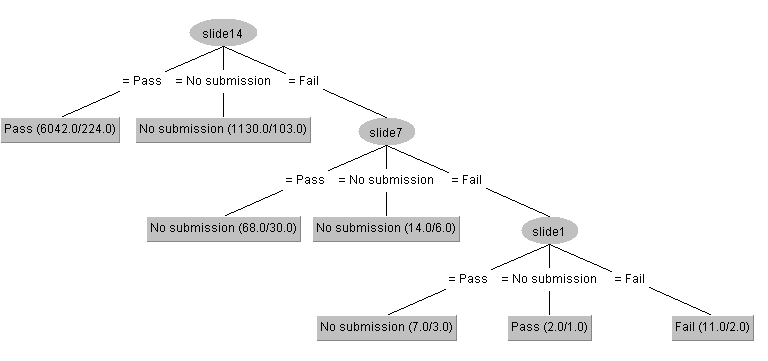 slide14
= Pass
= No submission
= Fail
Pass (6042.0/224.0)
No submission (1130.0/103.0)
slide7
= Pass
= No submission
= Fail
No submission (68.0/30.0)
No submission (14.0/6.0)
slide1
= Pass
= No submission
= Fail
No submission (7.0/3.0)
Pass (2.0/1.0)
Fail (11.0/2.0)